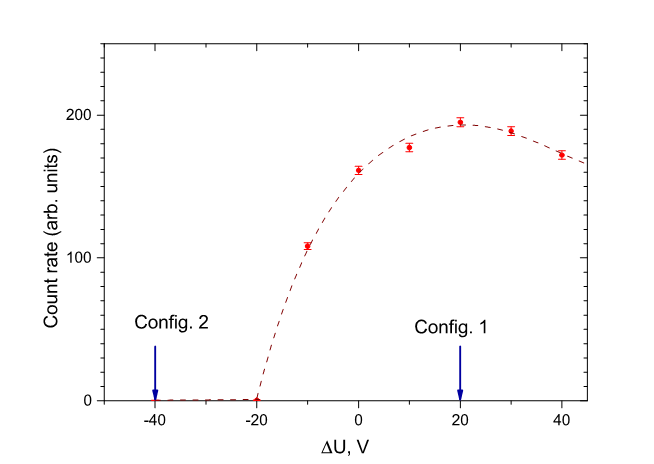 200
100
0
Count rate (arb. units)
Config. 2
Config. 1
-40
-20
0
20
40
ΔU, V